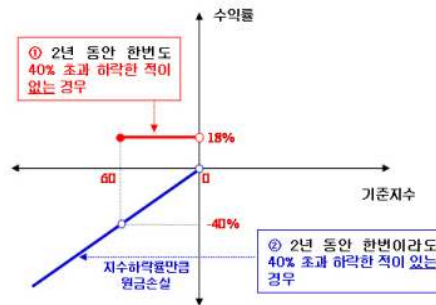 수익률
① 2년 동안 한번도
40% 초과 하락한 적이
없는 경우
18%
60
0
기준지수
-40%
② 2년 동안 한번이라도
40% 초과 하락한 적이 있는
경우
지수하락률만큼
원금손실